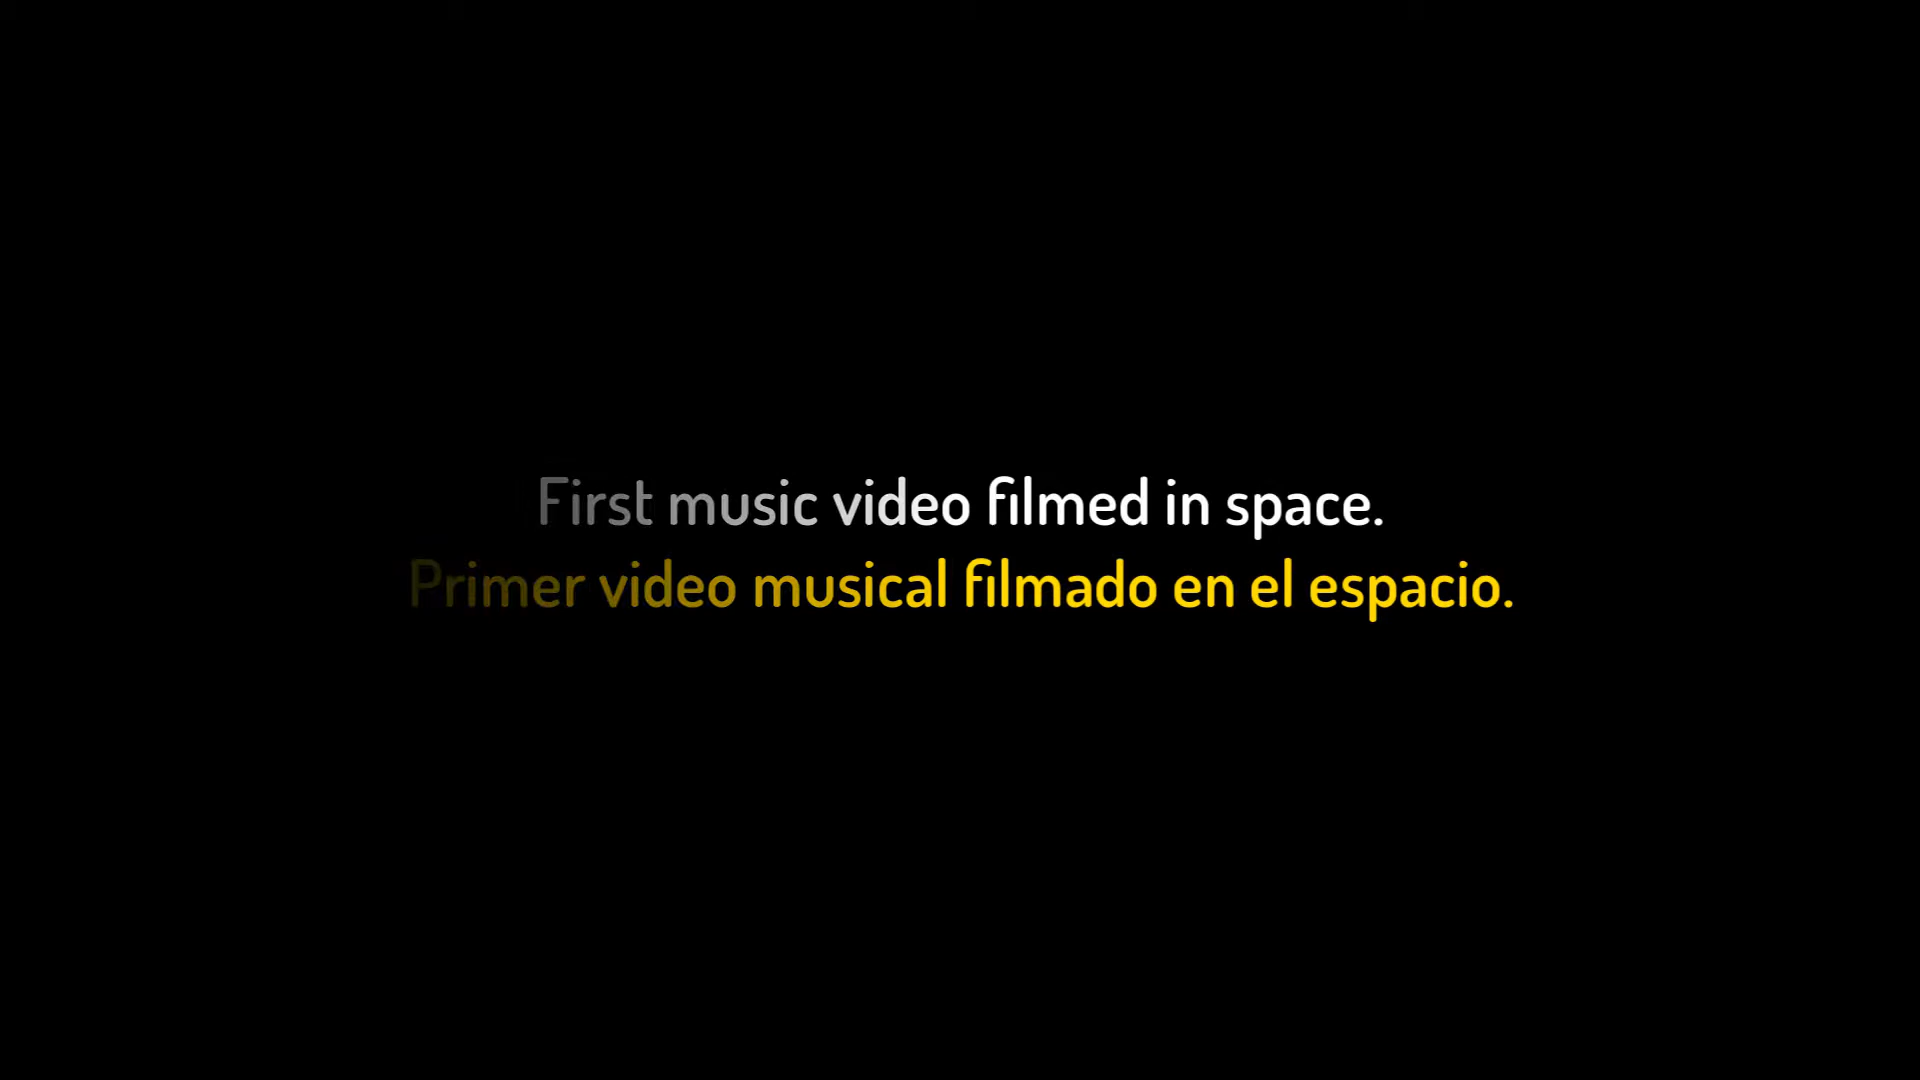 First music video filmed in space.
Primer video musical filmado en el espacio.